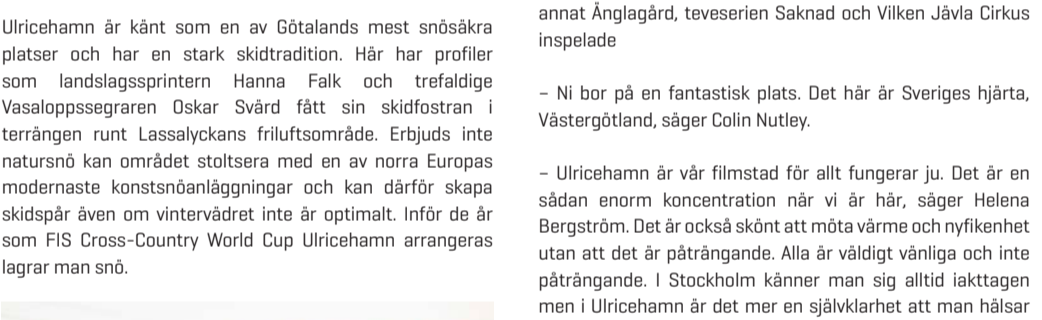 Ulricehamn är känt som en av Götalands mest snösäkra
platser och har en stark skidtradition. Här har profiler
som landslagssprintern Hanna Falk och trefaldige
Vasaloppssegraren Oskar Svärd fått sin skidfostran i
terrängen runt Lassalyckans friluftsområde. Erbjuds inte
natursnö kan området stoltsera med en av norra Europas
modernaste konstsnöanläggningar och kan därför skapa
skidspår även om vintervädret inte är optimalt. Inför de år
som FIS Cross-Country World Cup Ulricehamn arrangeras
lagrar man snö.
annat Änglagård, teveserien Saknad och Vilken Jävla Cirkus
inspelade
– Ni bor på en fantastisk plats. Det här är Sveriges hjärta,
Västergötland, säger Colin Nutley.
– Ulricehamn är vår filmstad för allt fungerar ju. Det är en
sådan enorm koncentration när vi är här, säger Helena
Bergström. Det är också skönt att möta värme och nyfikenhet
utan att det är påträngande. Alla är väldigt vänliga och inte
påträngande. I Stockholm känner man sig alltid iakttagen
men i Ulricehamn är det mer en självklarhet att man hälsar